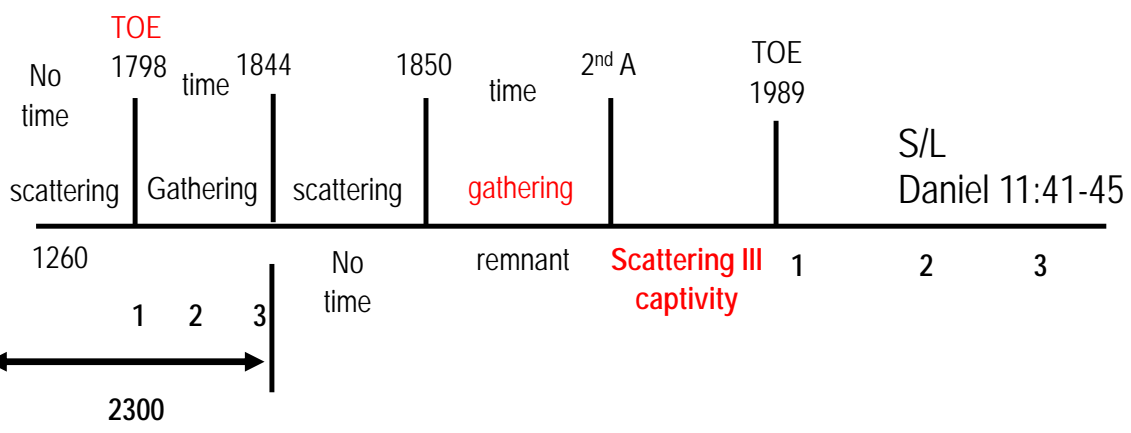 TOE
1798
1844
1850
2nd A
TOE
1989
No
time
time
time
S/L
Daniel 11:41-45
scattering
Gathering
scattering
gathering
1260
No
time
remnant
Scattering III
captivity
1
2
3
1
2
3
2300